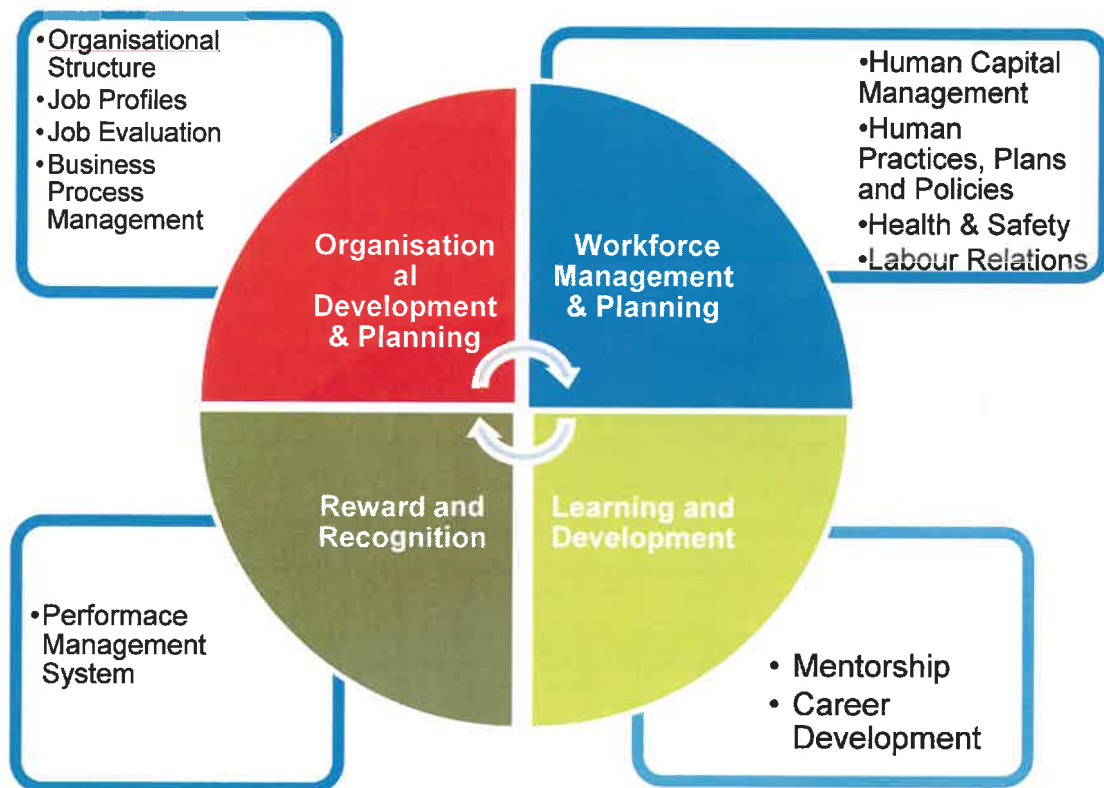 •Organisational
Structure
•Job Profiles
•Job Evaluation
•Business
Process
Management
•Human Capital
Management
•Human
Practices, Plans
and Policies
•Health & Safety
•Labour Relations
Organisation
al
Development
& Planning
Workforce
Management
& Planning
Reward and
Recognition
Learning and
Development
•Performace
Management
System
• Mentorship
• Career
Development